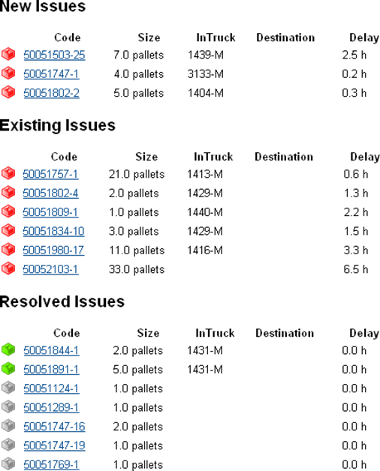 New Issues
Code Size InTruck Destination Delay
50051503-25 7.0 pallets 1439-M 2.5 h
50051747-1 4.0 pallets 3133-M 0.2 h
50051802-2 5.0 pallets 1404-M 0.3 h
Existing Issues
Code Size InTruck Destination Delay
50051757-1 21.0 pallets 1413-M 0.6 h
50051802-4 2.0 pallets 1429-M 1.3 h
50051809-1 1.0 pallets 1440-M 2.2 h
50051834-10 3.0 pallets 1429-M 1.5 h
50051980-17 11.0 pallets 1416-M 3.3 h
50052103-1 33.0 pallets 6.5 h
Resolved Issues
Code Size InTruck Destination Delay
50051844-1 2.0 pallets 1431-M 0.0 h
50051891-1 5.0 pallets 1431-M 0.0 h
50051124-1 1.0 pallets 0.0 h
50051289-1 1.0 pallets 0.0 h
50051747-16 2.0 pallets 0.0 h
50051747-19 1.0 pallets 0.0 h
50051769-1 1.0 pallets 0.0 h